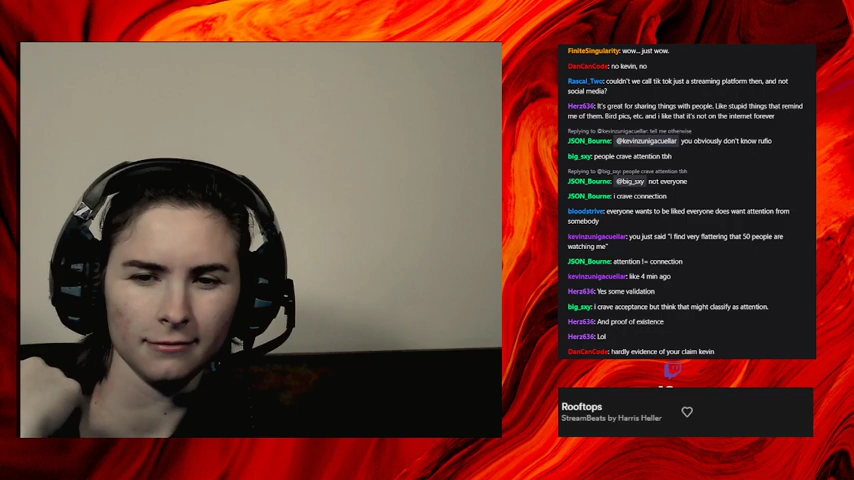 FiniteSingularity: wow... just wow.
DanCanCode: no kevin, no
Rascal_Two: couldn't we call tik tok just a streaming platform then, and not
social media?
Herz636: It's great for sharing things with people. Like stupid things that remind
me of them. Bird pics, etc. and i like that it's not on the internet forever
Replying to @kevinzunigacuellar: tell me otherwise
JSON_Bourne: @kevinzunigacuellar you obviously don't know rufio
big_sxy: people crave attention tbh
Replying to @big_sxy: people crave attention tbh
JSON_Bourne: @big_sxy not everyone
JSON_Bourne: i crave connection
bloodstrive: everyone wants to be liked everyone does want attention from
somebody
kevinzunigacuellar: you just said "I find very flattering that 50 people are
watching me"
JSON_Bourne: attention != connection
kevinzunigacuellar: like 4 min ago
Herz636: Yes some validation
big_sxy: i crave acceptance but think that might classify as attention.
Herz636: And proof of existence
Herz636: Lol
DanCanCode: hardly evidence of your claim kevin
Rooftops
StreamBeats by Harris Heller